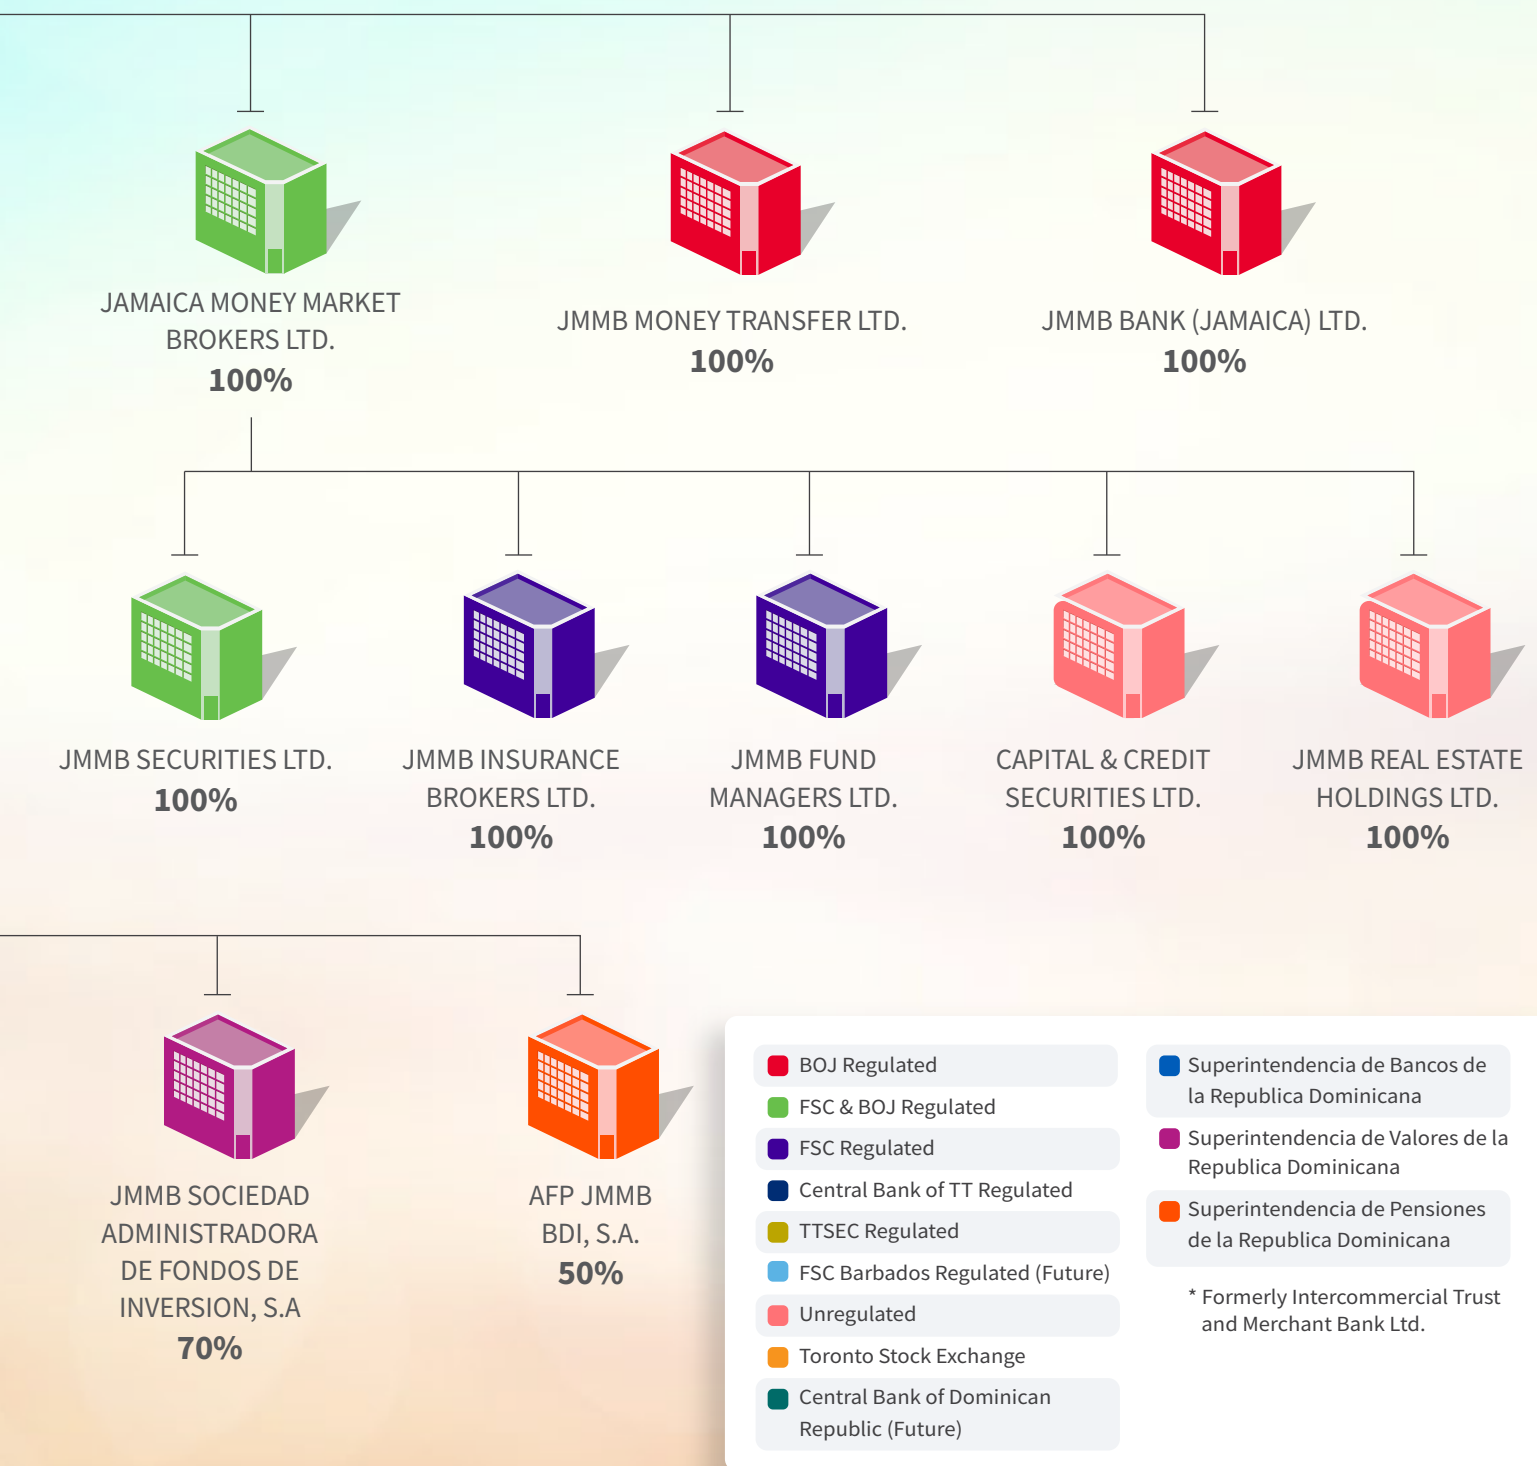 JAMAICA MONEY MARKET
BROKERS LTD.
100%
JMMB MONEY TRANSFER LTD.
100%
JMMB BANK (JAMAICA) LTD.
100%
JMMB SECURITIES LTD.
100%
JMMB INSURANCE
BROKERS LTD.
100%
JMMB FUND
MANAGERS LTD.
100%
CAPITAL & CREDIT
SECURITIES LTD.
100%
JMMB REAL ESTATE
HOLDINGS LTD.
100%
JMMB SOCIEDAD
ADMINISTRADORA
DE FONDOS DE
INVERSION, S.A
70%
AFP JMMB
BDI, S.A.
50%
BOJ Regulated
FSC & BOJ Regulated
FSC Regulated
Central Bank of TT Regulated
TTSEC Regulated
FSC Barbados Regulated (Future)
Unregulated
Toronto Stock Exchange
Central Bank of Dominican
Republic (Future)
Superintendencia de Bancos de
la Republica Dominicana
Superintendencia de Valores de la
Republica Dominicana
Superintendencia de Pensiones
de la Republica Dominicana
* Formerly Intercommercial Trust
and Merchant Bank Ltd.